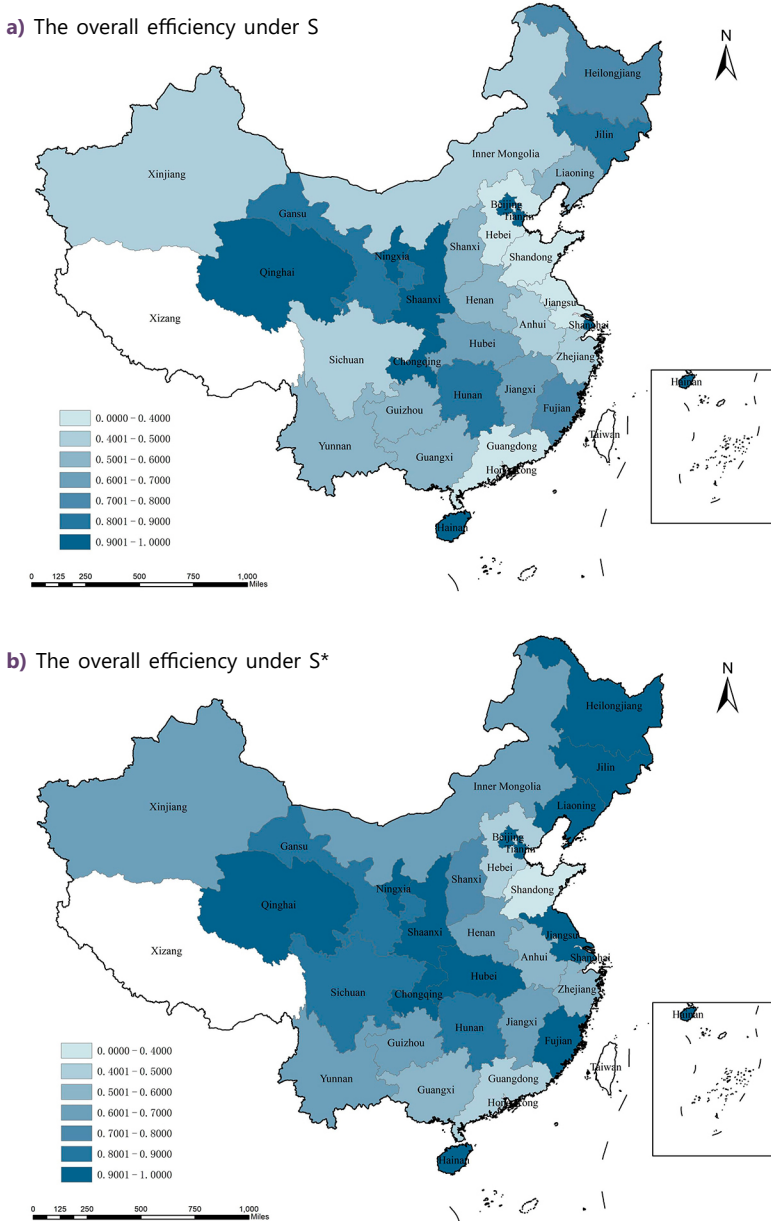 a) The overall efficiency under S
N
Heilongjiang
Jilin
Inner Mongolia
Liaoning
Xinjiang
Gansu
Beijing
Tianjin
Hebei
Shanxi
Ningxia
Shandong
Qinghai
Shaanxi
Henan
Jiangsu
Anhui
Shanghai
Xizang
Hubei
Sichuan
Chongqing
Zhejiang
Hunan
Jiangxi
Guizhou
Fujian
Yunnan
Guangxi
Guangdong
Taiwan
Hong Kong
Hainan
Hainan
0.0000-0.4000
0.4001-0.5000
0.5001-0.6000
0.6001-0.7000
0.7001-0.8000
0.8001-0.9000
0.9001-1.0000
0 125 250 500 750 1,000
Miles
b) The overall efficiency under S*
N
Heilongjiang
Jilin
Inner Mongolia
Liaoning
Xinjiang
Gansu
Beijing
Tianjin
Hebei
Shanxi
Ningxia
Shandong
Qinghai
Shaanxi
Henan
Jiangsu
Anhui
Shanghai
Xizang
Hubei
Sichuan
Chongqing
Zhejiang
Hunan
Jiangxi
Guizhou
Fujian
Yunnan
Guangxi
Guangdong
Taiwan
Hong Kong
Hainan
Hainan
0.0000-0.4000
0.4001-0.5000
0.5001-0.6000
0.6001-0.7000
0.7001-0.8000
0.8001-0.9000
0.9001-1.0000
0 125 250 500 750 1,000
Miles